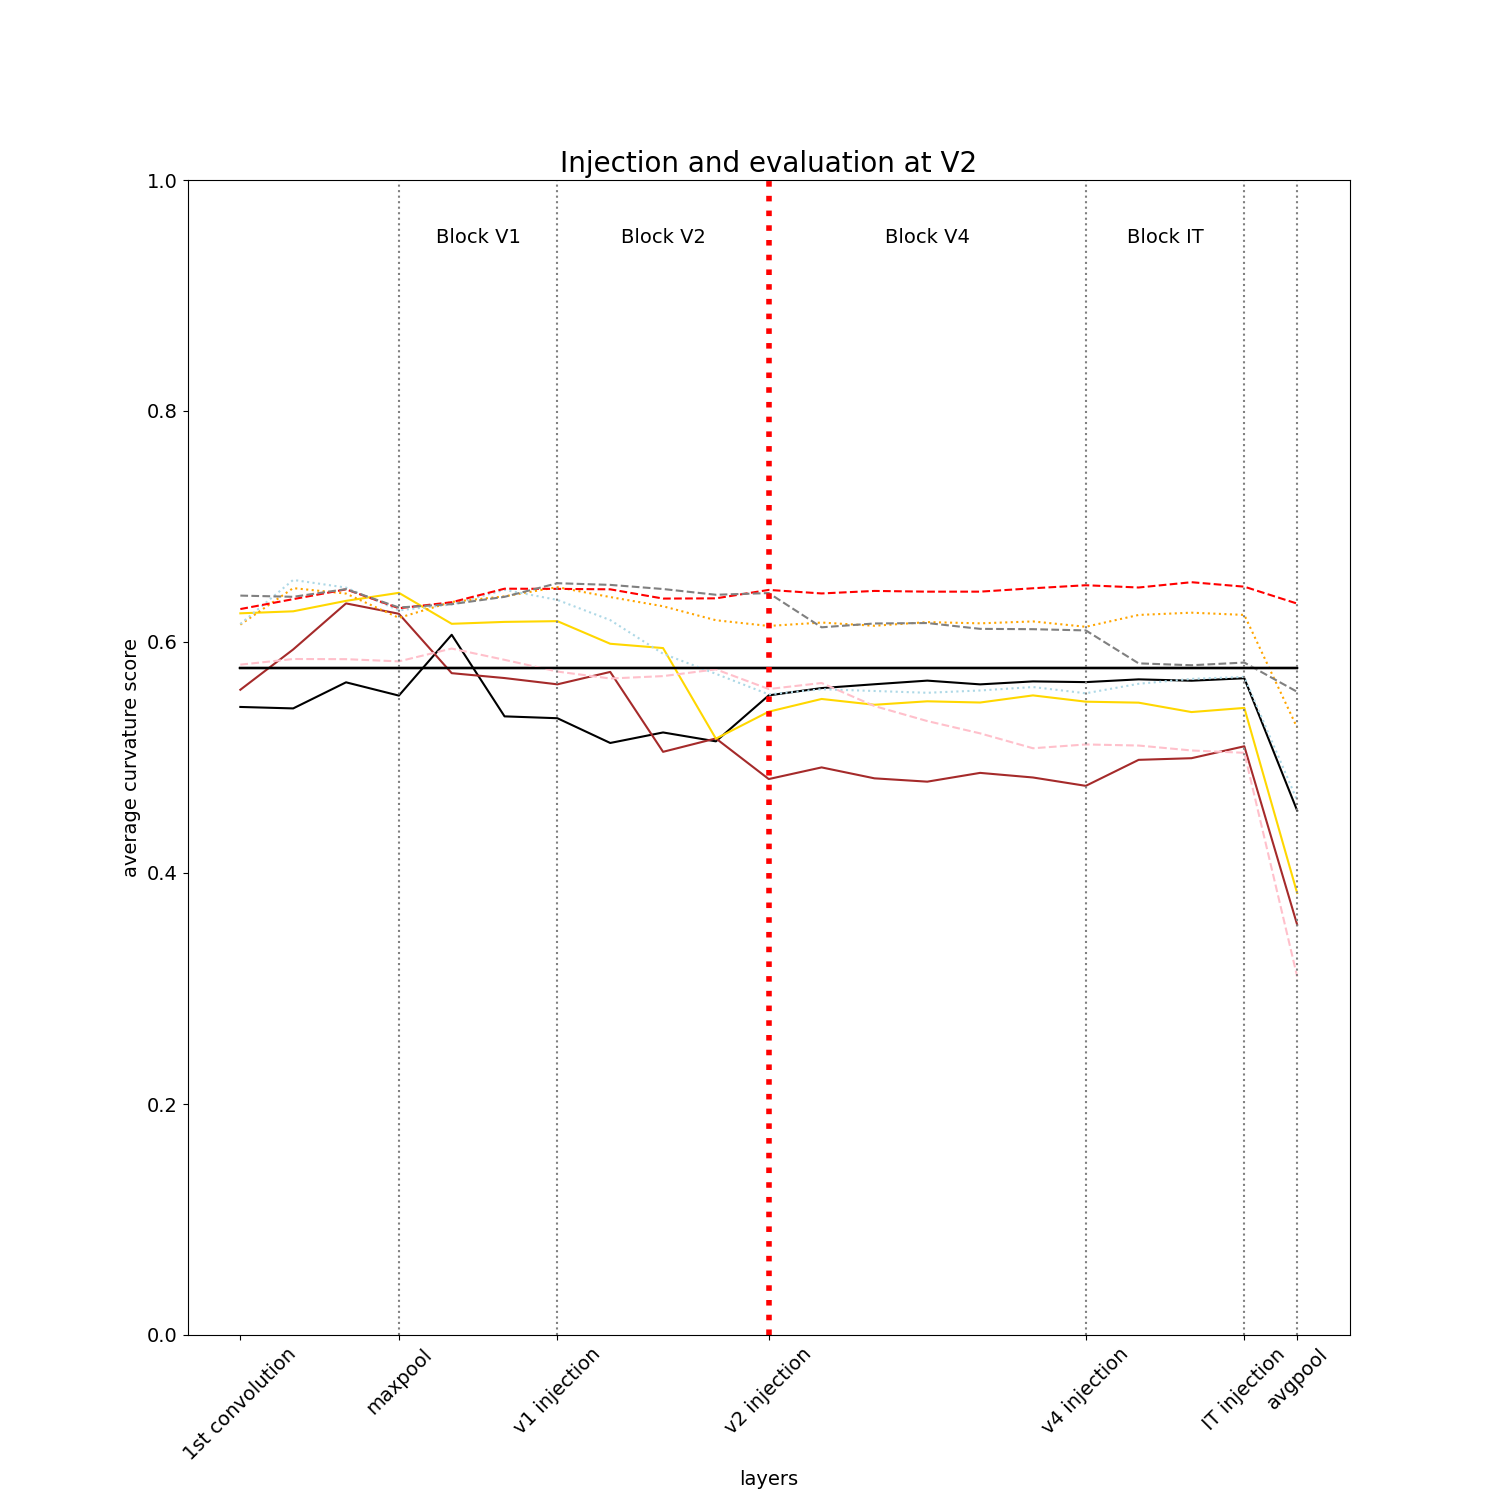 Injection and evaluation at V2
1.0
Block V1 Block V2 Block V4 Block IT
0.8
0.6
average curvature score
0.4
0.2
0.0
1st convolution maxpool v1 injection v2 injection v4 injection IT injection avgpool
layers